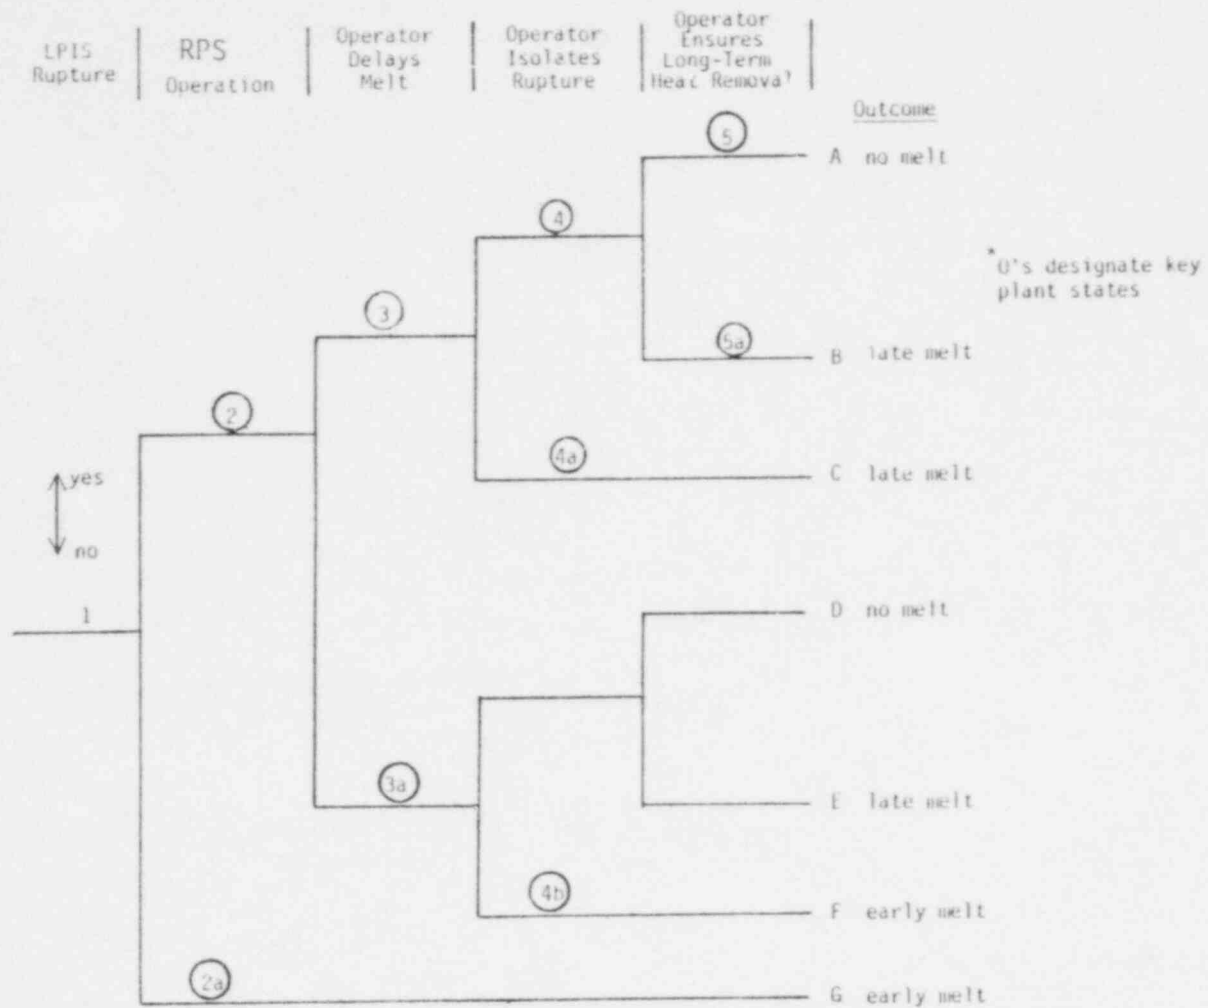 LPIS
Rupture
RPS
Operation
Operator
Delays
Melt
Operator
Isolates
Rupture
Operator
Ensures
Long-Term
Heat Removal
Outcome
5
A no melt
4
*O's designate key
plant states
3
5a
B late melt
2
4a
C late melt
yes
no
1
D no melt
3a
E late melt
4b
F early melt
2a
G early melt